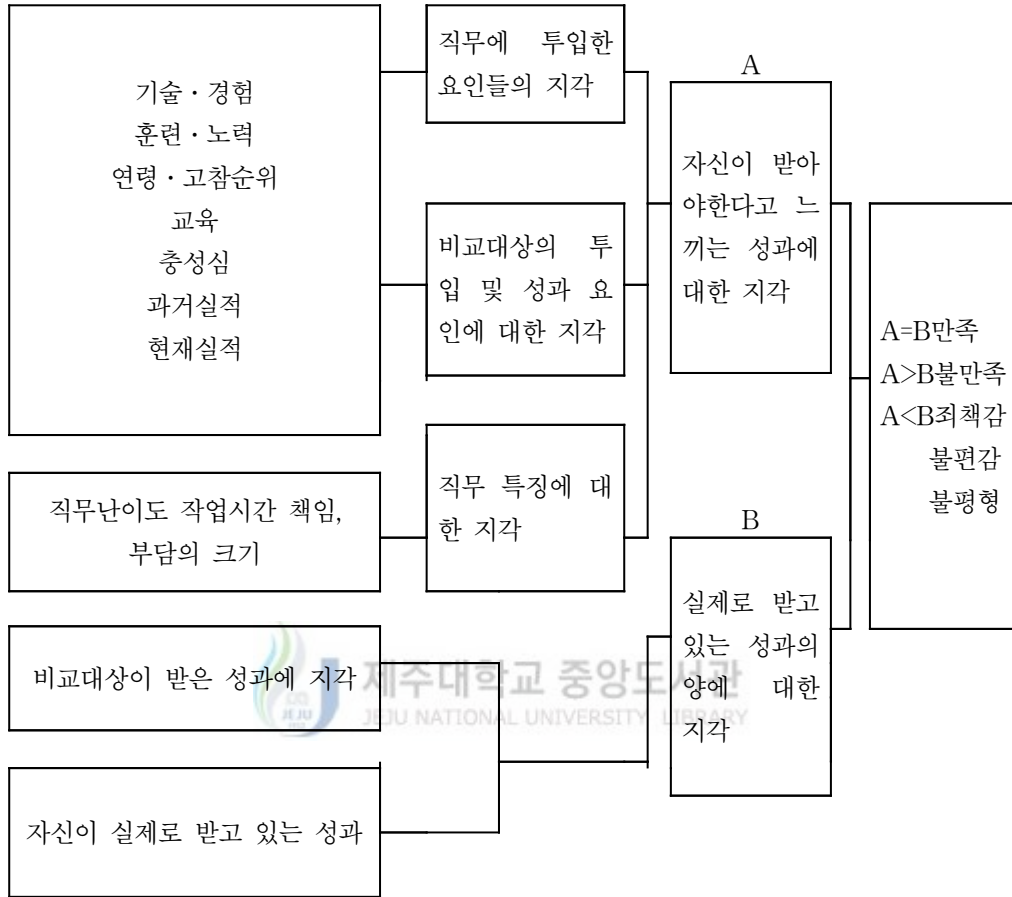 기술·경험
훈련·노력
연령·고참순위
교육
충성심
과거실적
현재실적
직무난이도 작업시간 책임,
부담의 크기
비교대상이 받은 성과에 지각
자신이 실제로 받고 있는 성과
직무에 투입한
요인들의 지각
비교대상의 투
입 및 성과 요
인에 대한 지각
직무 특징에 대
한 지각
A
자신이 받아
야한다고 느
끼는 성과에
대한 지각
B
실제로 받고
있는 성과의
양에 대한
지각
A=B만족
A>B불만족
A<B죄책감
불편감
불평형
제주대학교 중앙도서관
JEJU NATIONAL UNIVERSITY LIBRARY
JEJU
1952